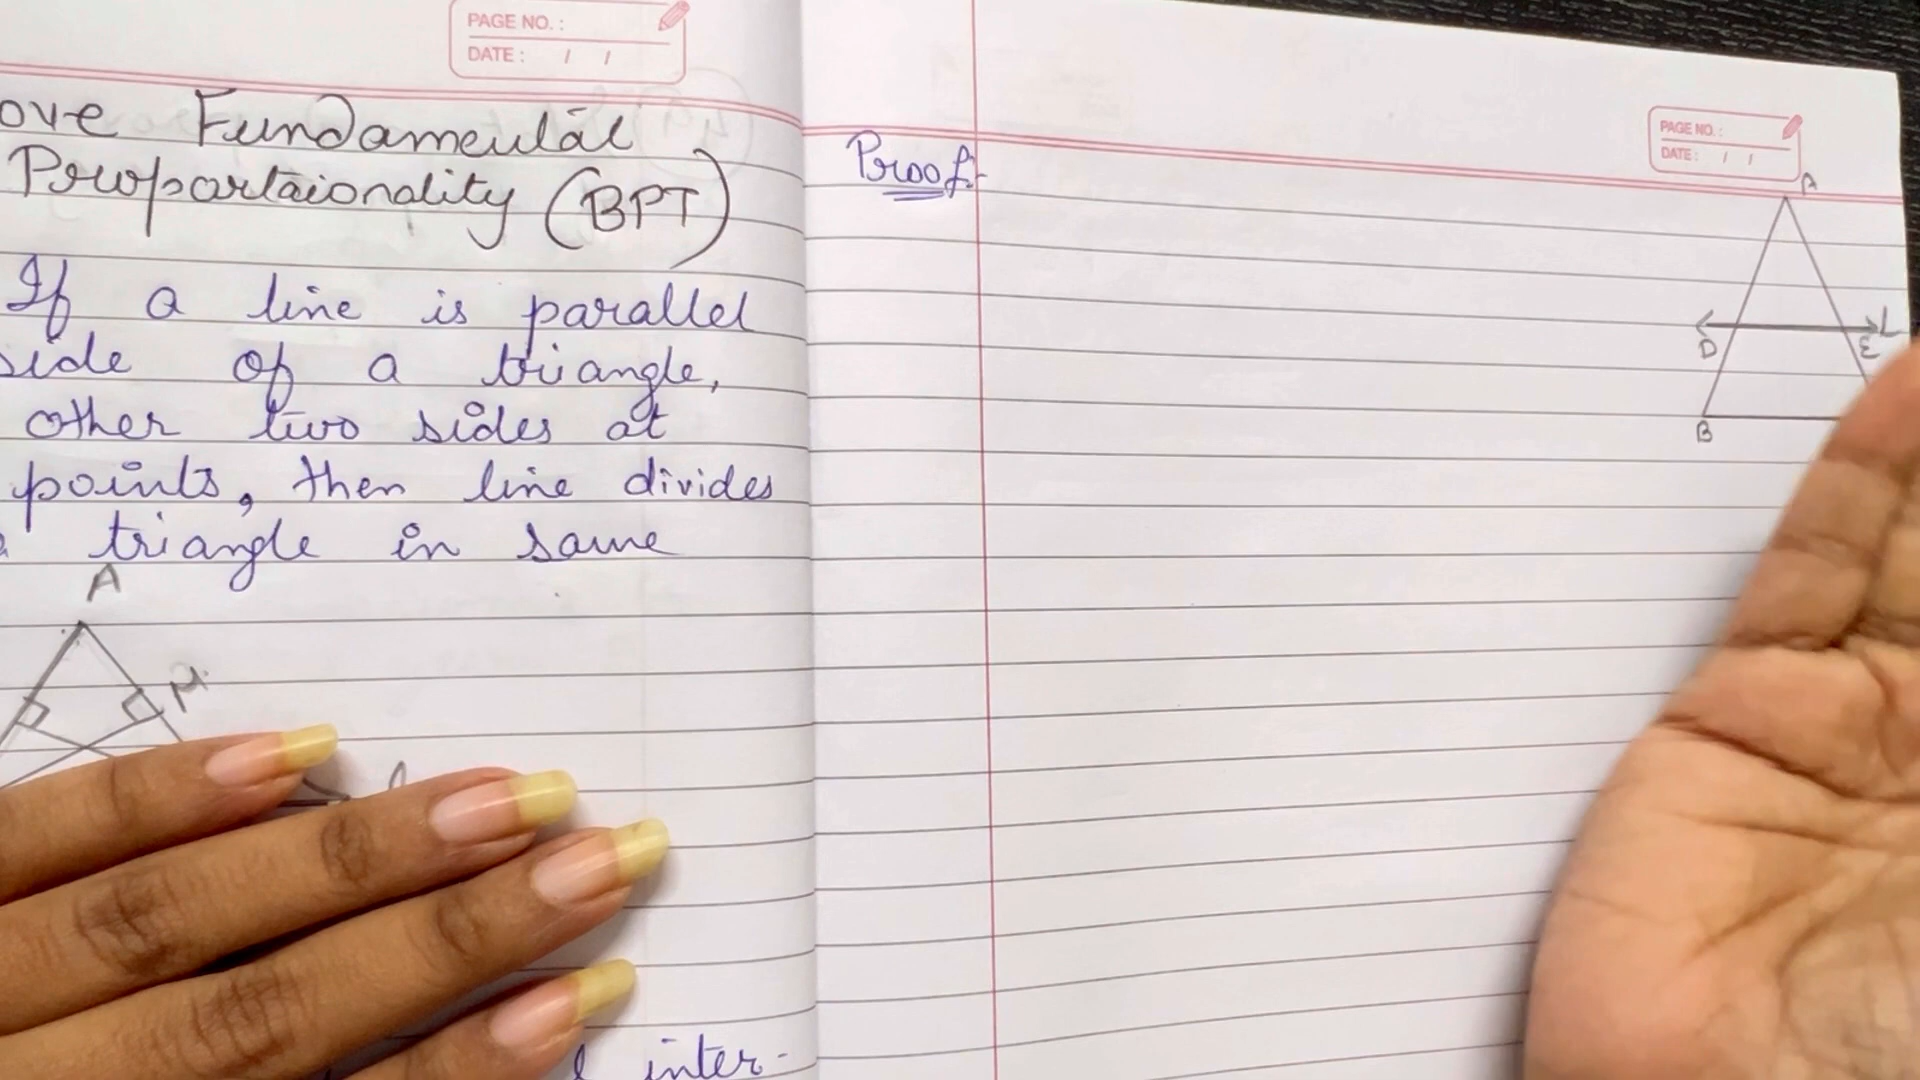 PAGE NO. :
DATE : / /
ove Fundamental
Proportaionality (BPT)
If a line is parallel
side of a triangle,
other two sides at
points, then line divides
triangle in same
A
M
l
l inter-
PAGE NO. :
DATE : / /
Proof:-
A
L
D
E
B